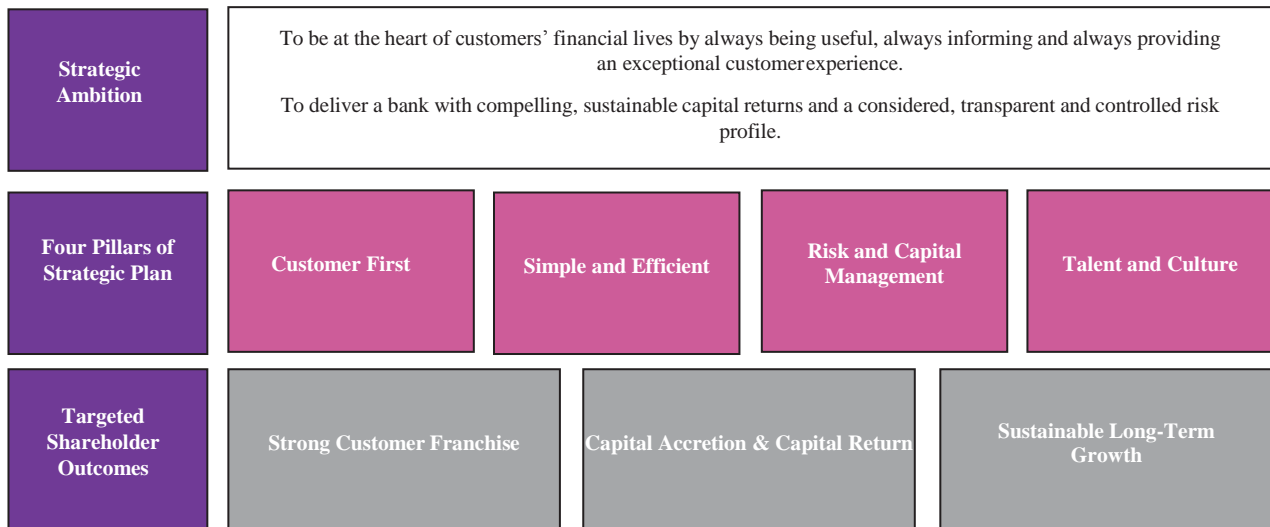 Strategic
Ambition
To be at the heart of customers’ financial lives by always being useful, always informing and always providing
an exceptional customerexperience.
To deliver a bank with compelling, sustainable capital returns and a considered, transparent and controlled risk
profile.
Four Pillars of
Strategic Plan
Customer First
Simple and Efficient
Risk and Capital
Management
Talent and Culture
Targeted
Shareholder
Outcomes
Strong Customer Franchise
Capital Accretion & Capital Return
Sustainable Long-Term
Growth